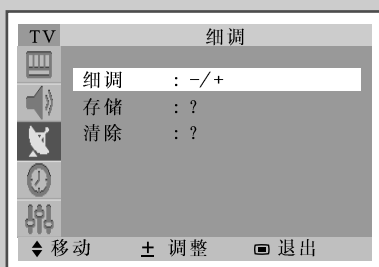 TV 细调
细调 : -/+
存储 : ?
清除 : ?
移动 ± 调整 退出